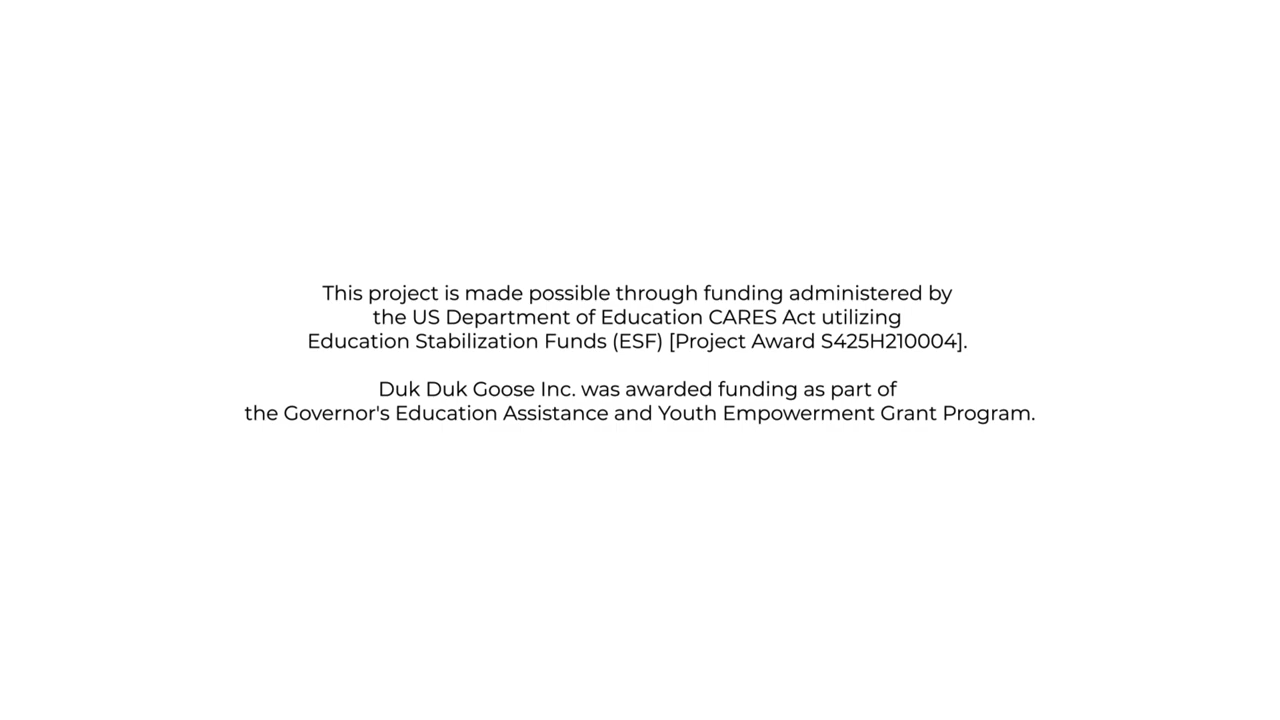 This project is made possible through funding administered by
the US Department of Education CARES Act utilizing
Education Stabilization Funds (ESF) [Project Award S425H210004].
Duk Duk Goose Inc. was awarded funding as part of
the Governor's Education Assistance and Youth Empowerment Grant Program.